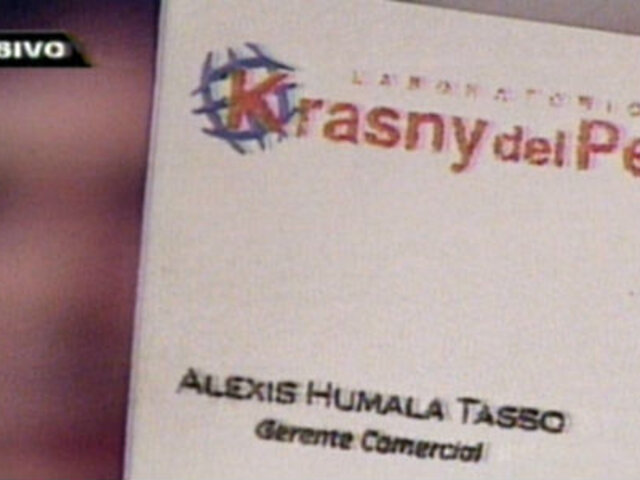 SIVO
LABORATORIO
Krasny del Pe
ALEXIS HUMALA TASSO
Gerente Comercial